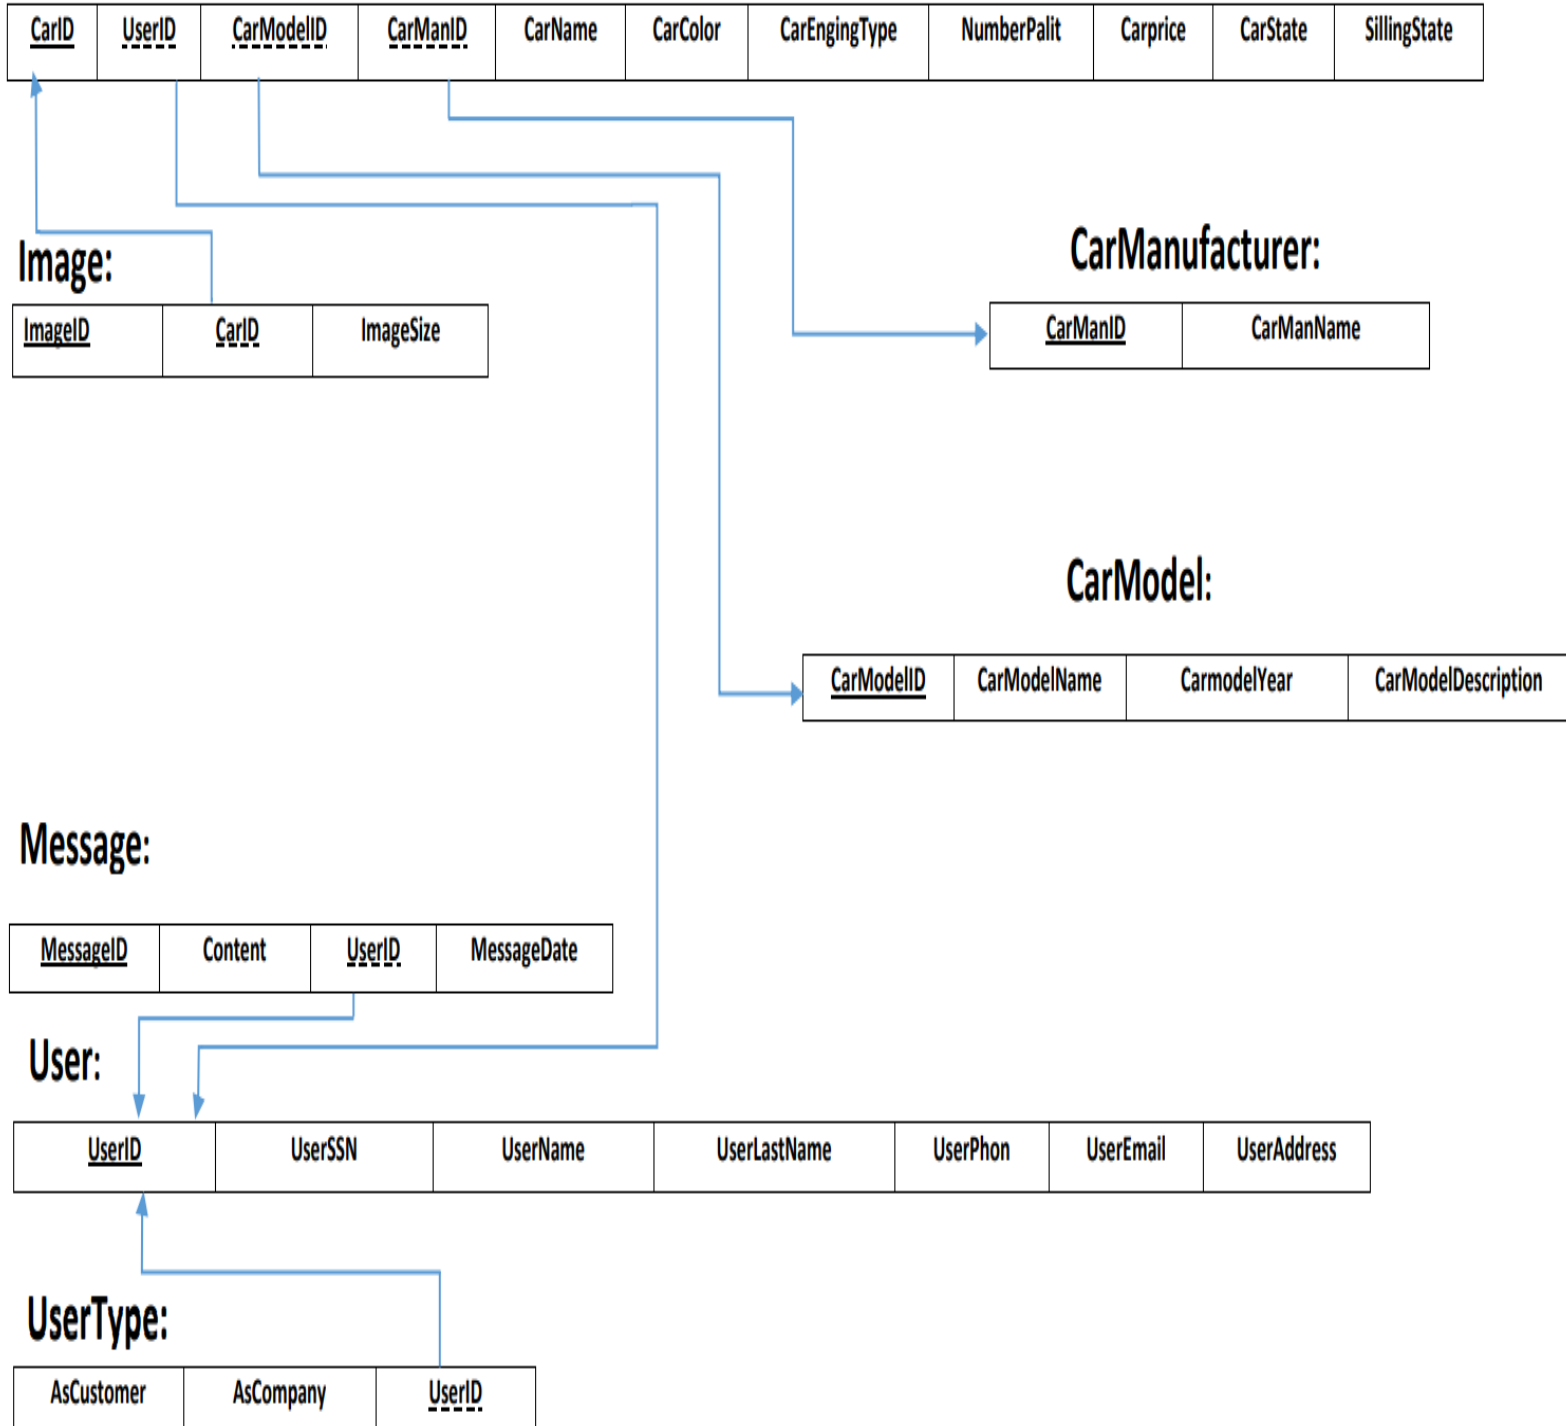 CarID UserID CarModelID CarManID CarName CarColor CarEngingType NumberPalit Carprice CarState SillingState
Image:
ImageID CarID ImageSize
CarManufacturer:
CarManID CarManName
CarModel:
CarModelID CarModelName CarmodelYear CarModelDescription
Message:
MessageID Content UserID MessageDate
User:
UserID UserSSN UserName UserLastName UserPhon UserEmail UserAddress
UserType:
AsCustomer AsCompany UserID